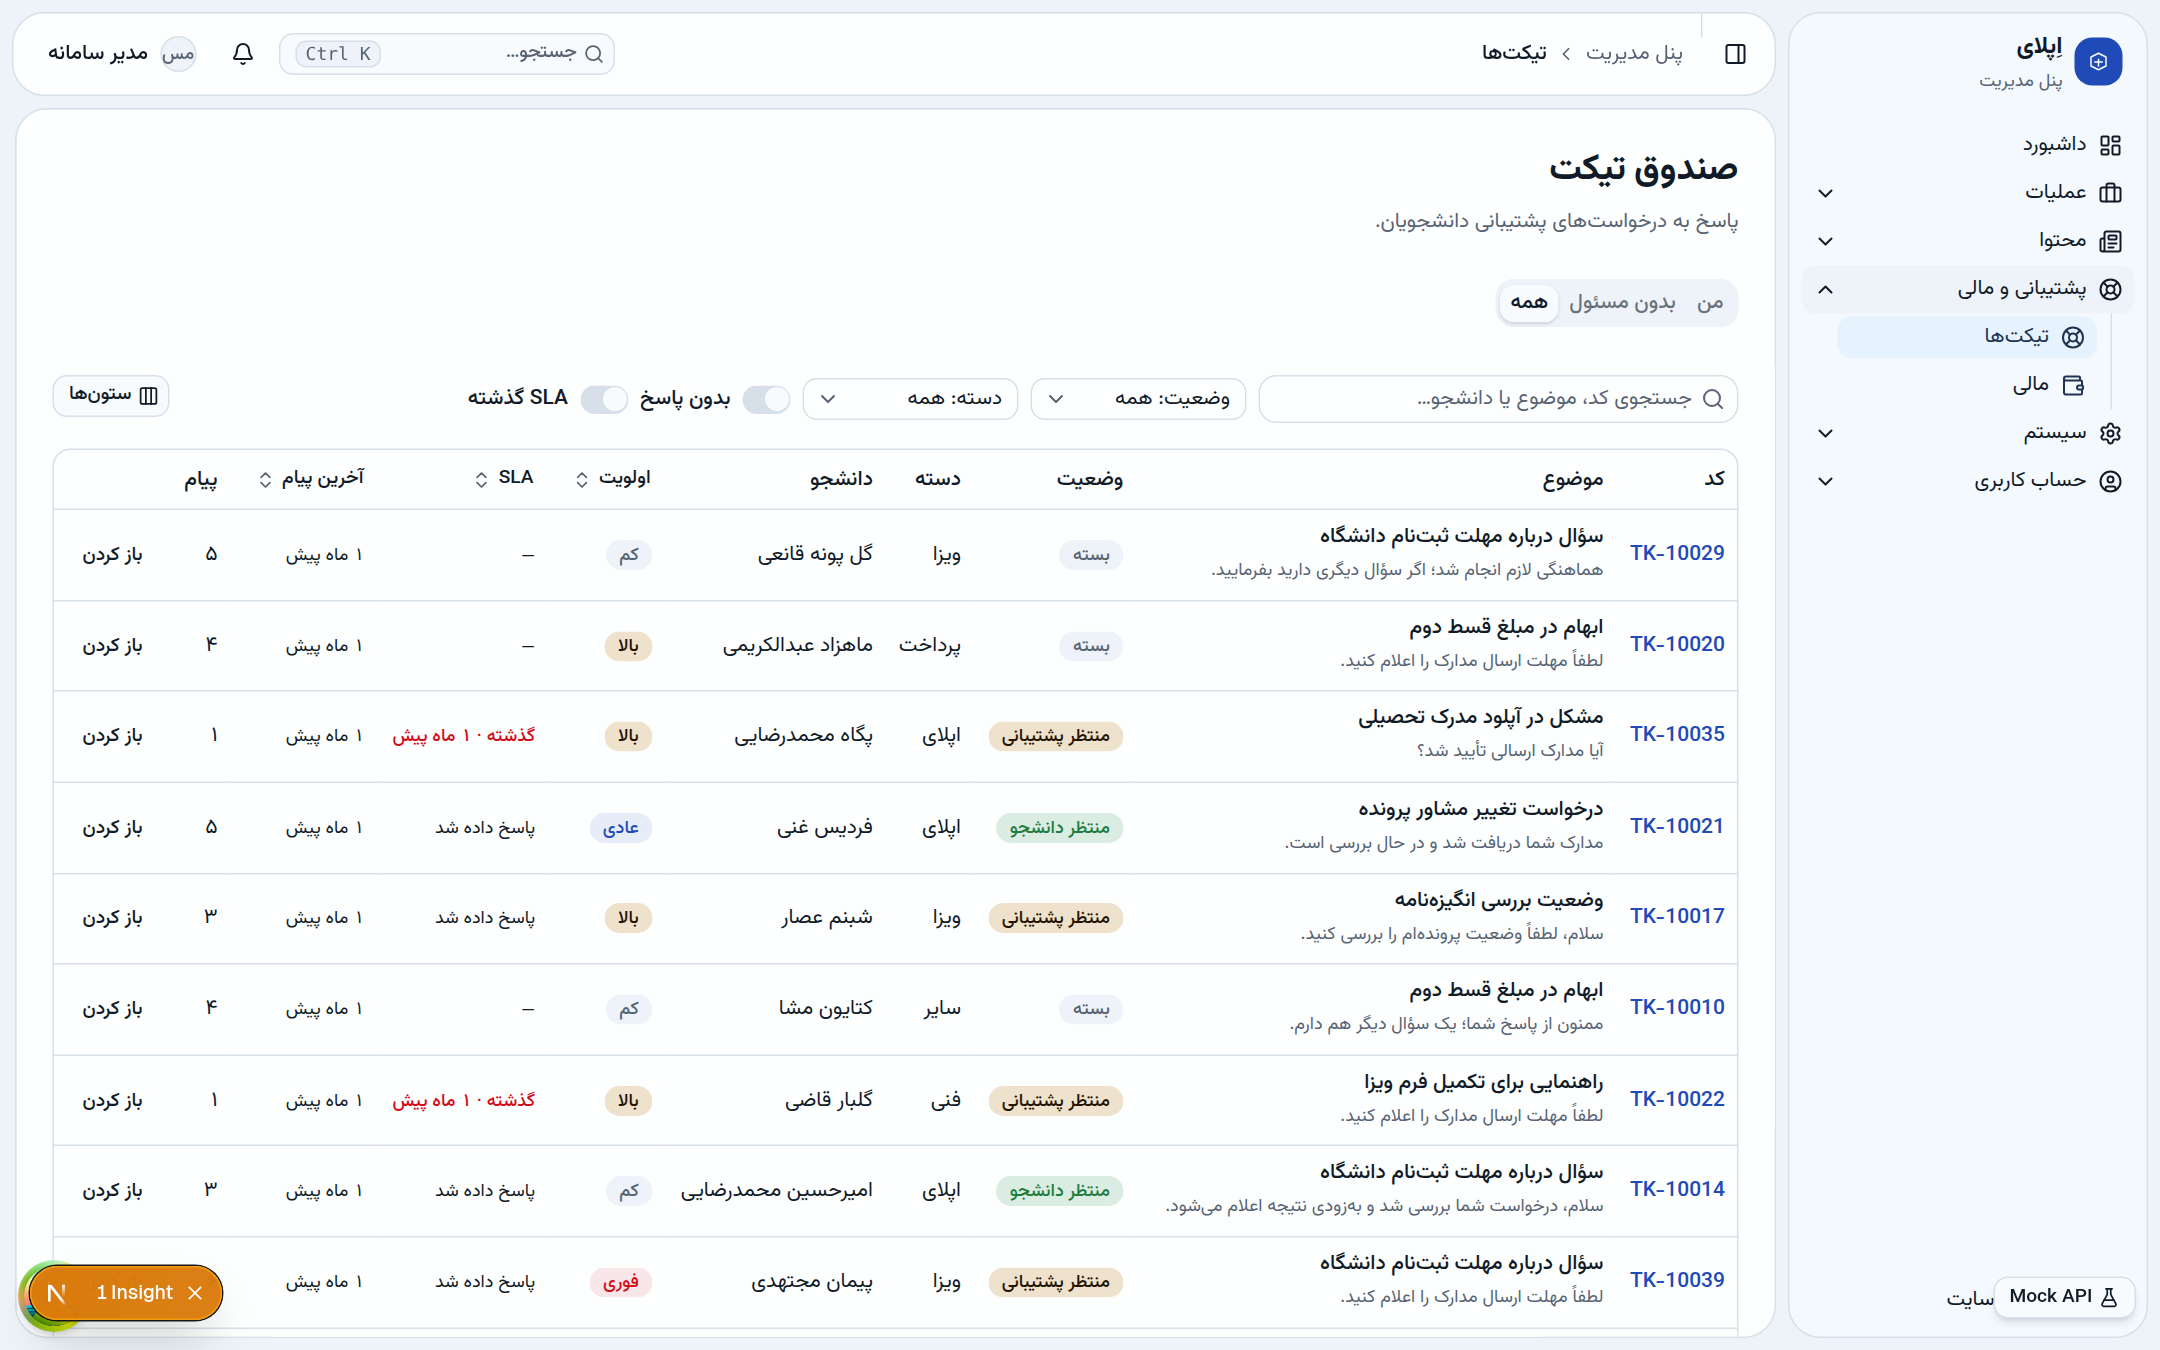 اِپلای
پنل مدیریت
داشبورد
عملیات
محتوا
پشتیبانی و مالی
تیکت‌ها
مالی
سیستم
حساب کاربری
Mock API
سایت
پنل مدیریت
تیکت‌ها
جستجو...
Ctrl K
مس
مدیر سامانه
صندوق تیکت
پاسخ به درخواست‌های پشتیبانی دانشجویان.
من بدون مسئول همه
جستجوی کد، موضوع یا دانشجو...
وضعیت: همه
دسته: همه
بدون پاسخ
SLA گذشته
ستون‌ها
کد موضوع وضعیت دسته دانشجو اولویت SLA آخرین پیام پیام
TK-10029 سؤال درباره مهلت ثبت‌نام دانشگاه بسته ویزا گل پونه قانعی کم — ۱ ماه پیش ۵ باز کردن
هماهنگی لازم انجام شد؛ اگر سؤال دیگری دارید بفرمایید.
TK-10020 ابهام در مبلغ قسط دوم بسته پرداخت ماهزاد عبدالکریمی بالا — ۱ ماه پیش ۴ باز کردن
لطفاً مهلت ارسال مدارک را اعلام کنید.
TK-10035 مشکل در آپلود مدرک تحصیلی منتظر پشتیبانی اپلای پگاه محمدرضایی بالا گذشته · ۱ ماه پیش ۱ ماه پیش ۱ باز کردن
آیا مدارک ارسالی تأیید شد؟
TK-10021 درخواست تغییر مشاور پرونده منتظر دانشجو اپلای فردیس غنی عادی پاسخ داده شد ۱ ماه پیش ۵ باز کردن
مدارک شما دریافت شد و در حال بررسی است.
TK-10017 وضعیت بررسی انگیزه‌نامه منتظر پشتیبانی ویزا شبنم عصار بالا پاسخ داده شد ۱ ماه پیش ۳ باز کردن
سلام، لطفاً وضعیت پرونده‌ام را بررسی کنید.
TK-10010 ابهام در مبلغ قسط دوم بسته سایر کتایون مشا کم — ۱ ماه پیش ۴ باز کردن
ممنون از پاسخ شما؛ یک سؤال دیگر هم دارم.
TK-10022 راهنمایی برای تکمیل فرم ویزا منتظر پشتیبانی فنی گلبار قاضی بالا گذشته · ۱ ماه پیش ۱ ماه پیش ۱ باز کردن
لطفاً مهلت ارسال مدارک را اعلام کنید.
TK-10014 سؤال درباره مهلت ثبت‌نام دانشگاه منتظر دانشجو اپلای امیرحسین محمدرضایی کم پاسخ داده شد ۱ ماه پیش ۳ باز کردن
سلام، درخواست شما بررسی شد و به‌زودی نتیجه اعلام می‌شود.
TK-10039 سؤال درباره مهلت ثبت‌نام دانشگاه منتظر پشتیبانی ویزا پیمان مجتهدی فوری پاسخ داده شد ۱ ماه پیش
لطفاً مهلت ارسال مدارک را اعلام کنید.
N 1 Insight